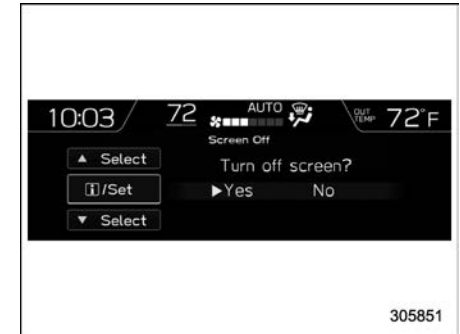 10:03 72 AUTO OUT TEMP 72°F
Screen Off
▲ Select
Turn off screen?
i/Set
▶Yes No
▼ Select
305851